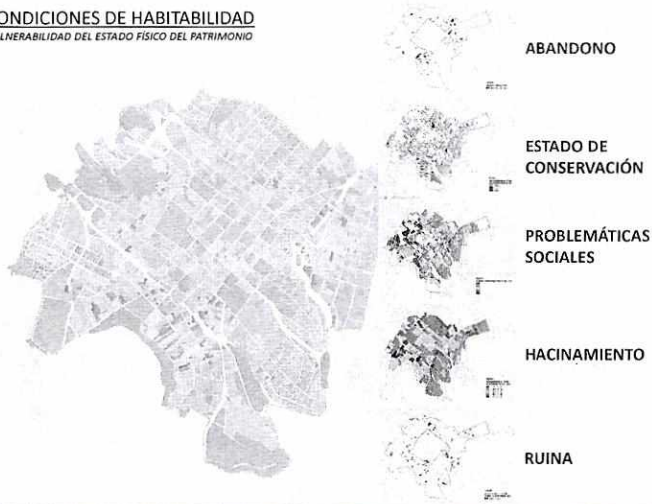 ONDICIONES DE HABITABILIDAD
LNERABILIDAD DEL ESTADO FÍSICO DEL PATRIMONIO
ABANDONO
ESTADO DE
CONSERVACIÓN
PROBLEMÁTICAS
SOCIALES
HACINAMIENTO
RUINA